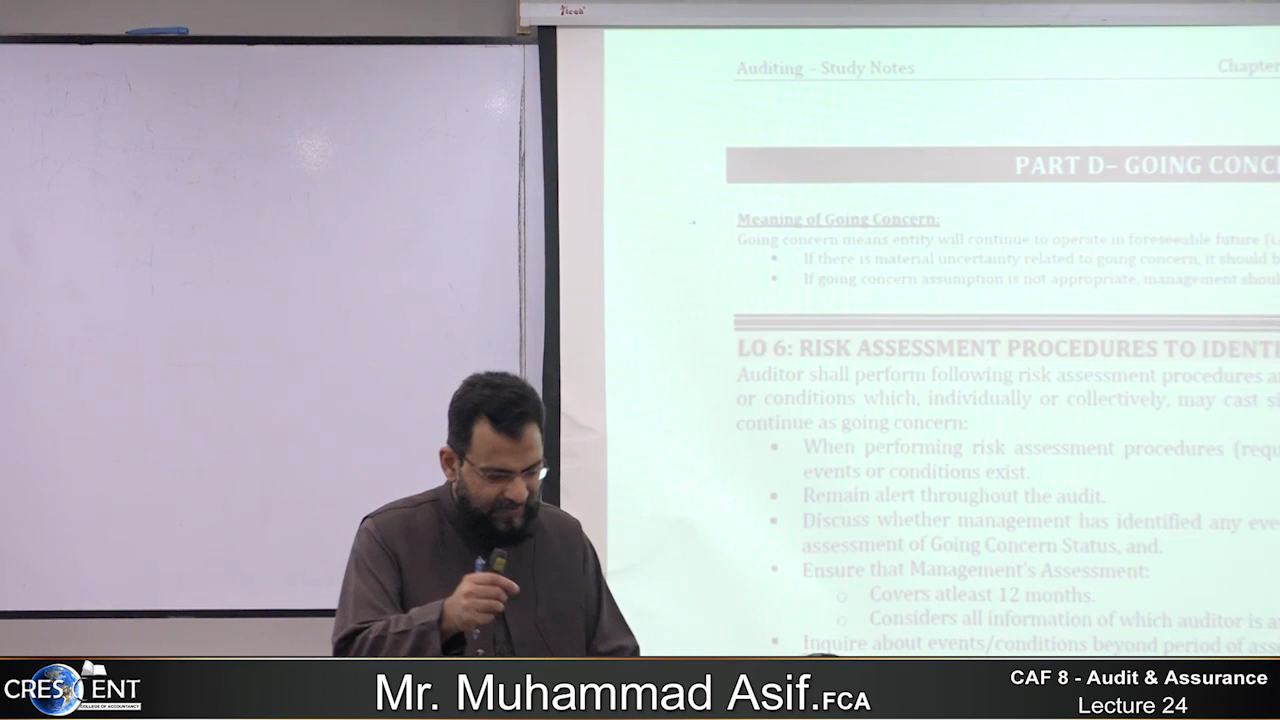 Auditing – Study Notes
Chapter
PART D– GOING CONC
Meaning of Going Concern:
Going concern means entity will continue to operate in foreseeable future (i.
If there is material uncertainty related to going concern, it should b
If going concern assumption is not appropriate, management shou
LO 6: RISK ASSESSMENT PROCEDURES TO IDENTI
Auditor shall perform following risk assessment procedures a
or conditions which, individually or collectively, may cast si
continue as going concern:
When performing risk assessment procedures (requ
events or conditions exist.
Remain alert throughout the audit.
Discuss whether management has identified any eve
assessment of Going Concern Status, and.
Ensure that Management's Assessment:
Covers atleast 12 months.
Considers all information of which auditor is a
Inquire about events/conditions beyond period of ass
CRESCENT
COLLEGE OF ACCOUNTANCY
Mr. Muhammad Asif.FCA
CAF 8 - Audit & Assurance
Lecture 24